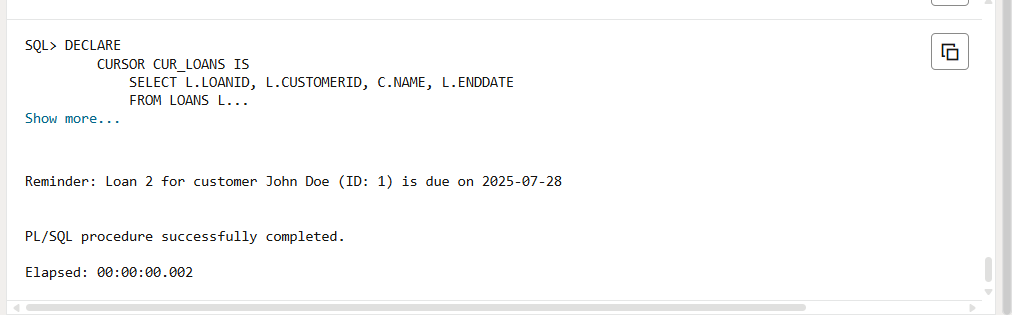 SQL> DECLARE
CURSOR CUR_LOANS IS
SELECT L.LOANID, L.CUSTOMERID, C.NAME, L.ENDDATE
FROM LOANS L...
Show more...
Reminder: Loan 2 for customer John Doe (ID: 1) is due on 2025-07-28
PL/SQL procedure successfully completed.
Elapsed: 00:00:00.002